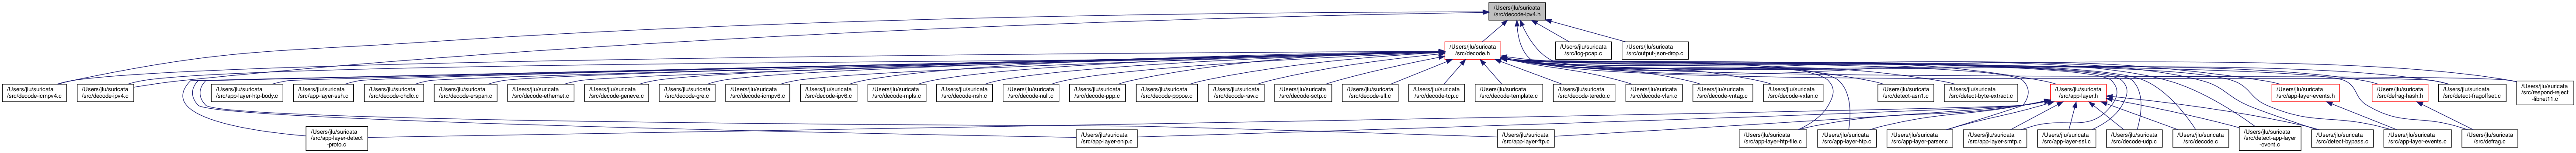 /Users/jlu/suricata
/src/decode-ipv4.h
/Users/jlu/suricata
/src/decode.h
/Users/jlu/suricata
/src/log-pcap.c
/Users/jlu/suricata
/src/output-json-drop.c
/Users/jlu/suricata
/src/decode-icmpv4.c
/Users/jlu/suricata
/src/decode-ipv4.c
/Users/jlu/suricata
/src/app-layer-htp-body.c
/Users/jlu/suricata
/src/app-layer-ssh.c
/Users/jlu/suricata
/src/decode-chdlc.c
/Users/jlu/suricata
/src/decode-erspan.c
/Users/jlu/suricata
/src/decode-ethernet.c
/Users/jlu/suricata
/src/decode-geneve.c
/Users/jlu/suricata
/src/decode-gre.c
/Users/jlu/suricata
/src/decode-icmpv6.c
/Users/jlu/suricata
/src/decode-ipv6.c
/Users/jlu/suricata
/src/decode-mpls.c
/Users/jlu/suricata
/src/decode-nsh.c
/Users/jlu/suricata
/src/decode-null.c
/Users/jlu/suricata
/src/decode-ppp.c
/Users/jlu/suricata
/src/decode-pppoe.c
/Users/jlu/suricata
/src/decode-raw.c
/Users/jlu/suricata
/src/decode-sctp.c
/Users/jlu/suricata
/src/decode-sll.c
/Users/jlu/suricata
/src/decode-tcp.c
/Users/jlu/suricata
/src/decode-template.c
/Users/jlu/suricata
/src/decode-teredo.c
/Users/jlu/suricata
/src/decode-vlan.c
/Users/jlu/suricata
/src/decode-vntag.c
/Users/jlu/suricata
/src/decode-vxlan.c
/Users/jlu/suricata
/src/detect-asn1.c
/Users/jlu/suricata
/src/detect-byte-extract.c
/Users/jlu/suricata
/src/app-layer.h
/Users/jlu/suricata
/src/app-layer-events.h
/Users/jlu/suricata
/src/defrag-hash.h
/Users/jlu/suricata
/src/detect-fragoffset.c
/Users/jlu/suricata
/src/respond-reject
-libnet11.c
/Users/jlu/suricata
/src/app-layer-detect
-proto.c
/Users/jlu/suricata
/src/app-layer-enip.c
/Users/jlu/suricata
/src/app-layer-ftp.c
/Users/jlu/suricata
/src/app-layer-htp-file.c
/Users/jlu/suricata
/src/app-layer-htp.c
/Users/jlu/suricata
/src/app-layer-parser.c
/Users/jlu/suricata
/src/app-layer-smtp.c
/Users/jlu/suricata
/src/app-layer-ssl.c
/Users/jlu/suricata
/src/decode-udp.c
/Users/jlu/suricata
/src/decode.c
/Users/jlu/suricata
/src/detect-app-layer
-event.c
/Users/jlu/suricata
/src/detect-bypass.c
/Users/jlu/suricata
/src/app-layer-events.c
/Users/jlu/suricata
/src/defrag.c